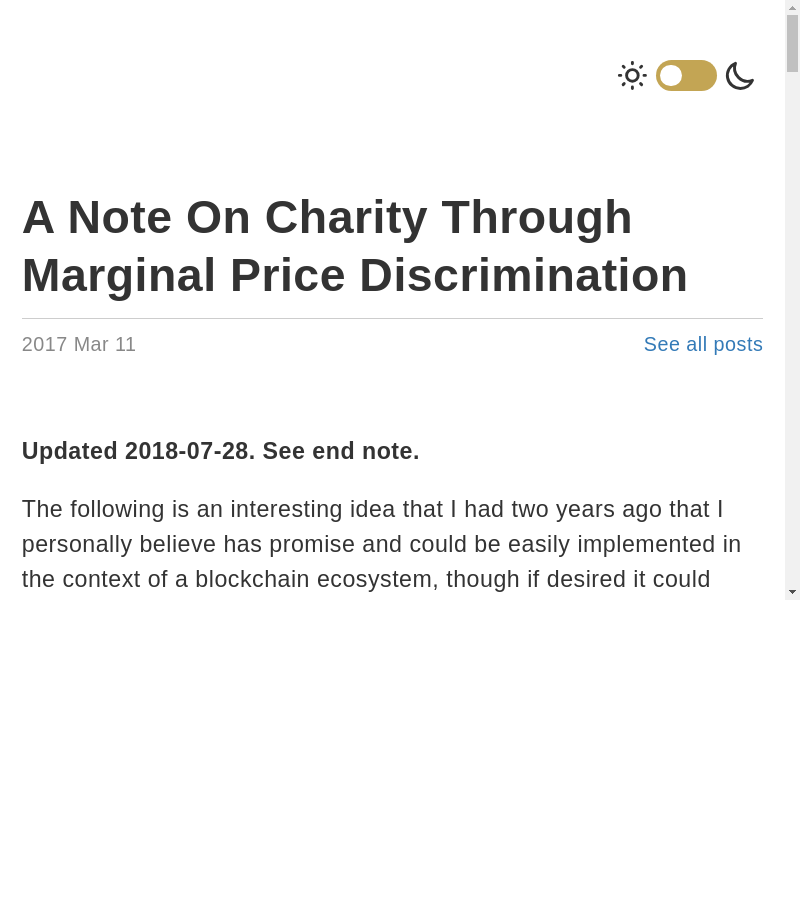 A Note On Charity Through
Marginal Price Discrimination
2017 Mar 11
See all posts
Updated 2018-07-28. See end note.
The following is an interesting idea that I had two years ago that I
personally believe has promise and could be easily implemented in
the context of a blockchain ecosystem, though if desired it could